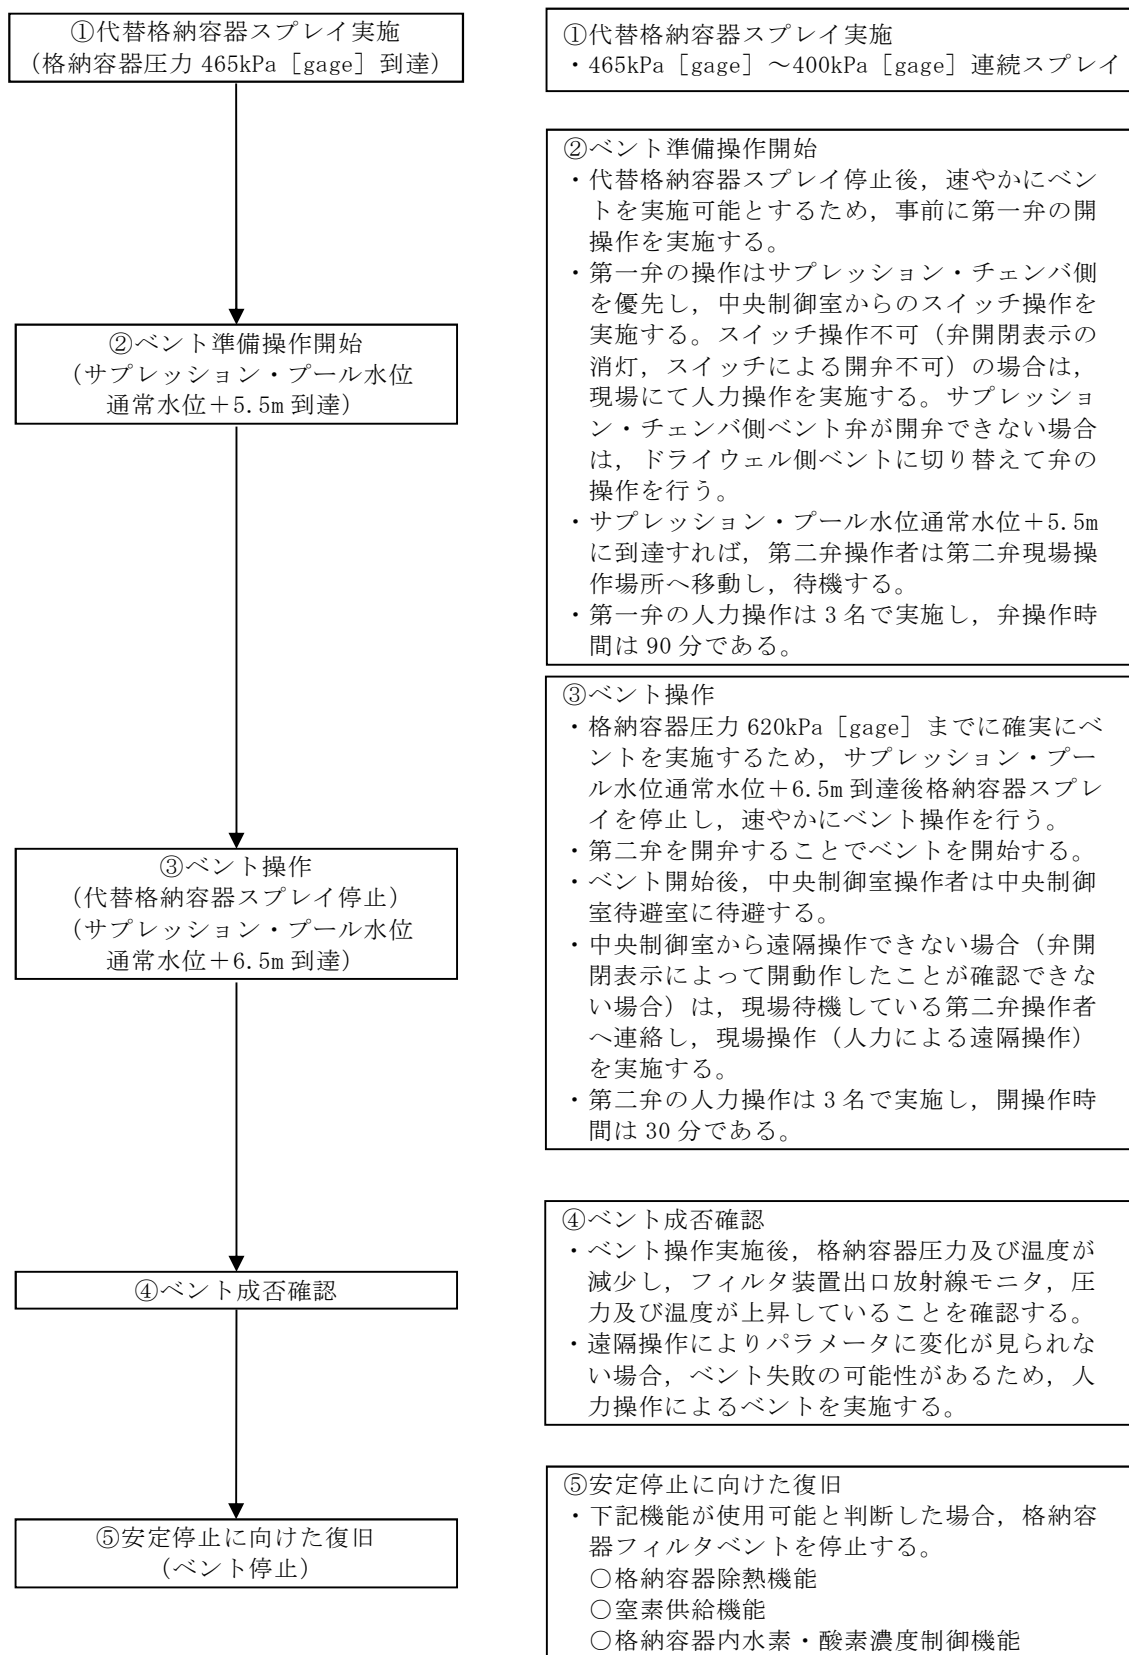 ①代替格納容器スプレイ実施
(格納容器圧力 465kPa [gage] 到達)
①代替格納容器スプレイ実施
・465kPa [gage] ～400kPa [gage] 連続スプレイ
②ベント準備操作開始
(サプレッション・プール水位
通常水位＋5.5m 到達)
②ベント準備操作開始
・代替格納容器スプレイ停止後，速やかにベン
トを実施可能とするため，事前に第一弁の開
操作を実施する。
・第一弁の操作はサプレッション・チェンバ側
を優先し，中央制御室からのスイッチ操作を
実施する。スイッチ操作不可（弁開閉表示の
消灯，スイッチによる開弁不可）の場合は，
現場にて人力操作を実施する。サプレッショ
ン・チェンバ側ベント弁が開弁できない場合
は，ドライウェル側ベントに切り替えて弁の
操作を行う。
・サプレッション・プール水位通常水位＋5.5m
に到達すれば，第二弁操作者は第二弁現場操
作場所へ移動し，待機する。
・第一弁の人力操作は 3 名で実施し，弁操作時
間は 90 分である。
③ベント操作
(代替格納容器スプレイ停止)
(サプレッション・プール水位
通常水位＋6.5m 到達)
③ベント操作
・格納容器圧力 620kPa [gage] までに確実にベ
ントを実施するため，サプレッション・プー
ル水位通常水位＋6.5m 到達後格納容器スプレ
イを停止し，速やかにベント操作を行う。
・第二弁を開弁することでベントを開始する。
・ベント開始後，中央制御室操作者は中央制御
室待避室に待避する。
・中央制御室から遠隔操作できない場合（弁開
閉表示によって開動作したことが確認できな
い場合）は，現場待機している第二弁操作者
へ連絡し，現場操作（人力による遠隔操作）
を実施する。
・第二弁の人力操作は 3 名で実施し，開操作時
間は 30 分である。
④ベント成否確認
④ベント成否確認
・ベント操作実施後，格納容器圧力及び温度が
減少し，フィルタ装置出口放射線モニタ，圧
力及び温度が上昇していることを確認する。
・遠隔操作によりパラメータに変化が見られな
い場合，ベント失敗の可能性があるため，人
力操作によるベントを実施する。
⑤安定停止に向けた復旧
(ベント停止)
⑤安定停止に向けた復旧
・下記機能が使用可能と判断した場合，格納容
器フィルタベントを停止する。
○格納容器除熱機能
○窒素供給機能
○格納容器内水素・酸素濃度制御機能